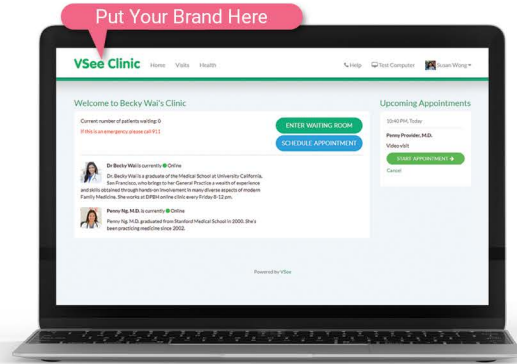 Put Your Brand Here
VSee Clinic
Home Visits Health
Help Test Computer Susan Wong
Welcome to Becky Wai's Clinic
Current number of patients waiting: 0
If this is an emergency please call 911
ENTER WAITING ROOM
SCHEDULE APPOINTMENT
Dr Becky Wai is currently Online
Dr. Becky Wai is a graduate of the Medical School at University California,
San Francisco, who brings to her General Practice a wealth of experience
and skills obtained through hands on involvement in many diverse aspects of modern
Family Medicine. She works at DPBH online clinic every Friday 8-12 pm.
Penny Ng, M.D. is currently Online
Penny Ng, M.D. graduated from Stanford Medical School in 2000. She's
been practicing medicine since 2002.
Upcoming Appointments
10:40 PM, Today
Penny Provider, M.D.
Video visit
START APPOINTMENT →
Cancel
Powered by VSee